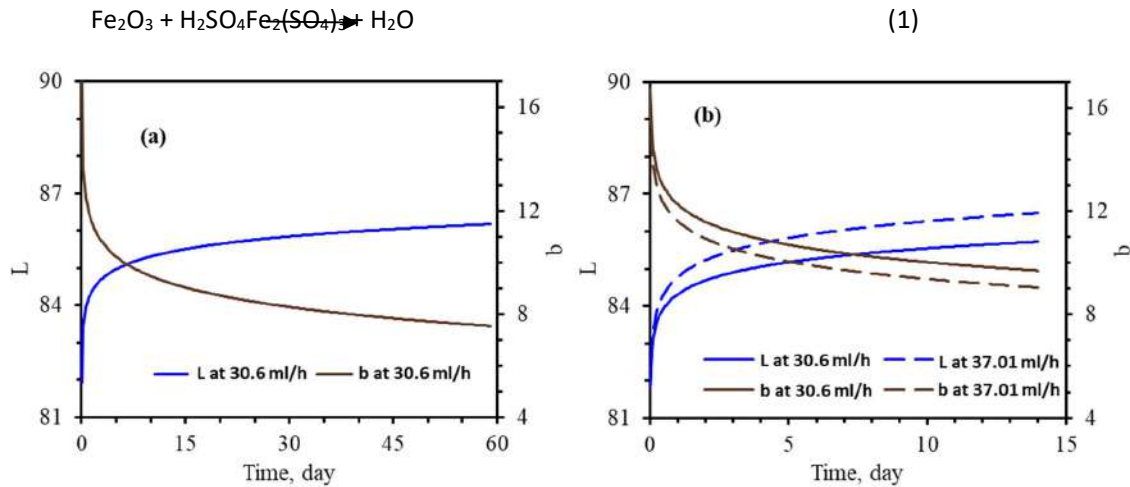 Fe₂O₃ + H₂SO₄Fe₂(SO₄)₃ + H₂O (1)
90
87
84
81
L
(a)
16
12
8
4
b
L at 30.6 ml/h b at 30.6 ml/h
0 15 30 45 60
Time, day
90
87
84
81
L
(b)
16
12
8
4
b
L at 30.6 ml/h L at 37.01 ml/h
b at 30.6 ml/h b at 37.01 ml/h
0 5 10 15
Time, day